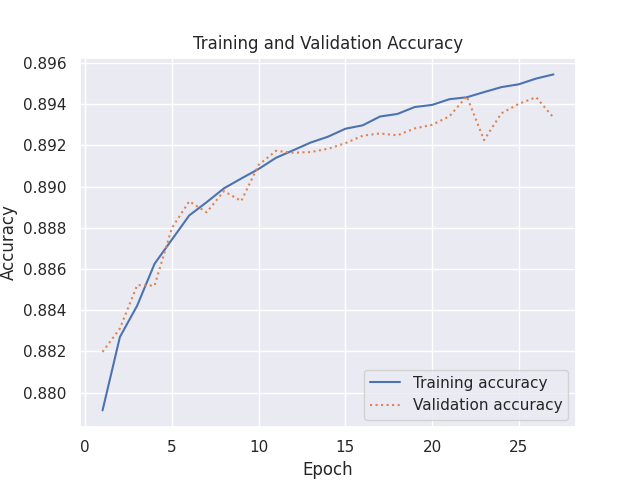 Training and Validation Accuracy
0.896
0.894
0.892
0.890
0.888
0.886
0.884
0.882
0.880
Accuracy
Training accuracy
Validation accuracy
0 5 10 15 20 25
Epoch